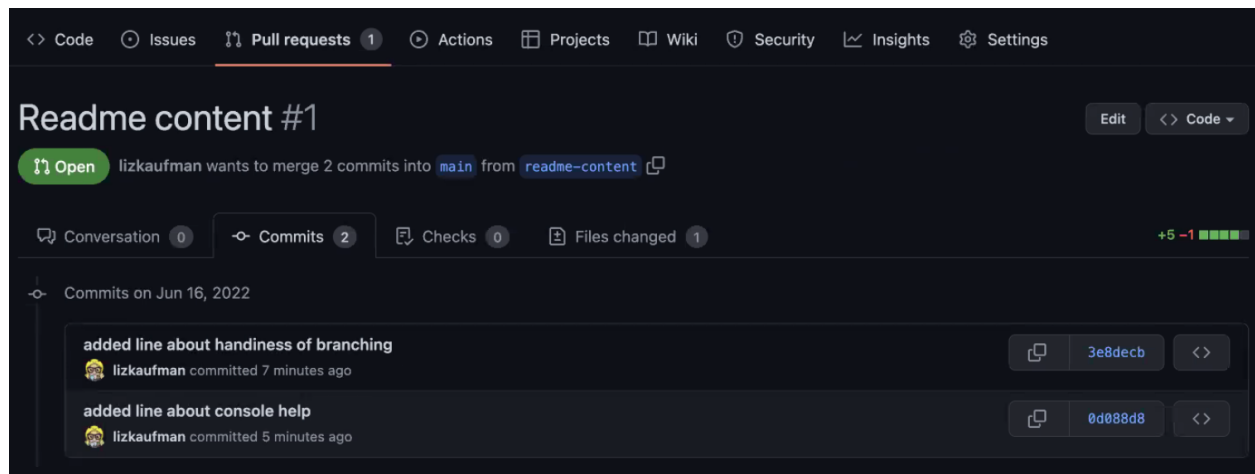 <> Code Issues Pull requests 1 Actions Projects Wiki Security Insights Settings
Readme content #1 Edit <> Code
Open lizkaufman wants to merge 2 commits into main from readme-content
Conversation 0 Commits 2 Checks 0 Files changed 1 +5 −1
Commits on Jun 16, 2022
added line about handiness of branching
lizkaufman committed 7 minutes ago 3e8decb <>
added line about console help
lizkaufman committed 5 minutes ago 0d088d8 <>